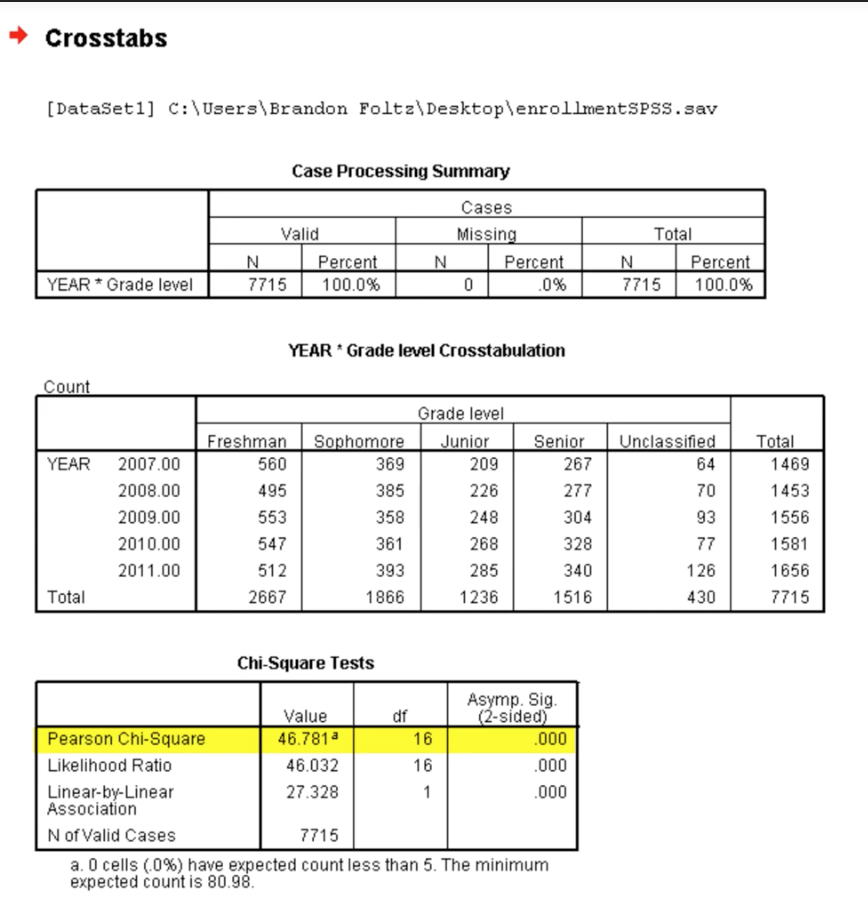 Crosstabs
[DataSet1] C:\Users\Brandon Foltz\Desktop\enrollmentSPSS.sav
Case Processing Summary
Cases
Valid Missing Total
N Percent N Percent N Percent
YEAR * Grade level 7715 100.0% 0 .0% 7715 100.0%
YEAR * Grade level Crosstabulation
Count
Grade level
Freshman Sophomore Junior Senior Unclassified Total
YEAR 2007.00 560 369 209 267 64 1469
2008.00 495 385 226 277 70 1453
2009.00 553 358 248 304 93 1556
2010.00 547 361 268 328 77 1581
2011.00 512 393 285 340 126 1656
Total 2667 1866 1236 1516 430 7715
Chi-Square Tests
Value df Asymp. Sig. (2-sided)
Pearson Chi-Square 46.781a 16 .000
Likelihood Ratio 46.032 16 .000
Linear-by-Linear Association 27.328 1 .000
N of Valid Cases 7715
a. 0 cells (.0%) have expected count less than 5. The minimum
expected count is 80.98.